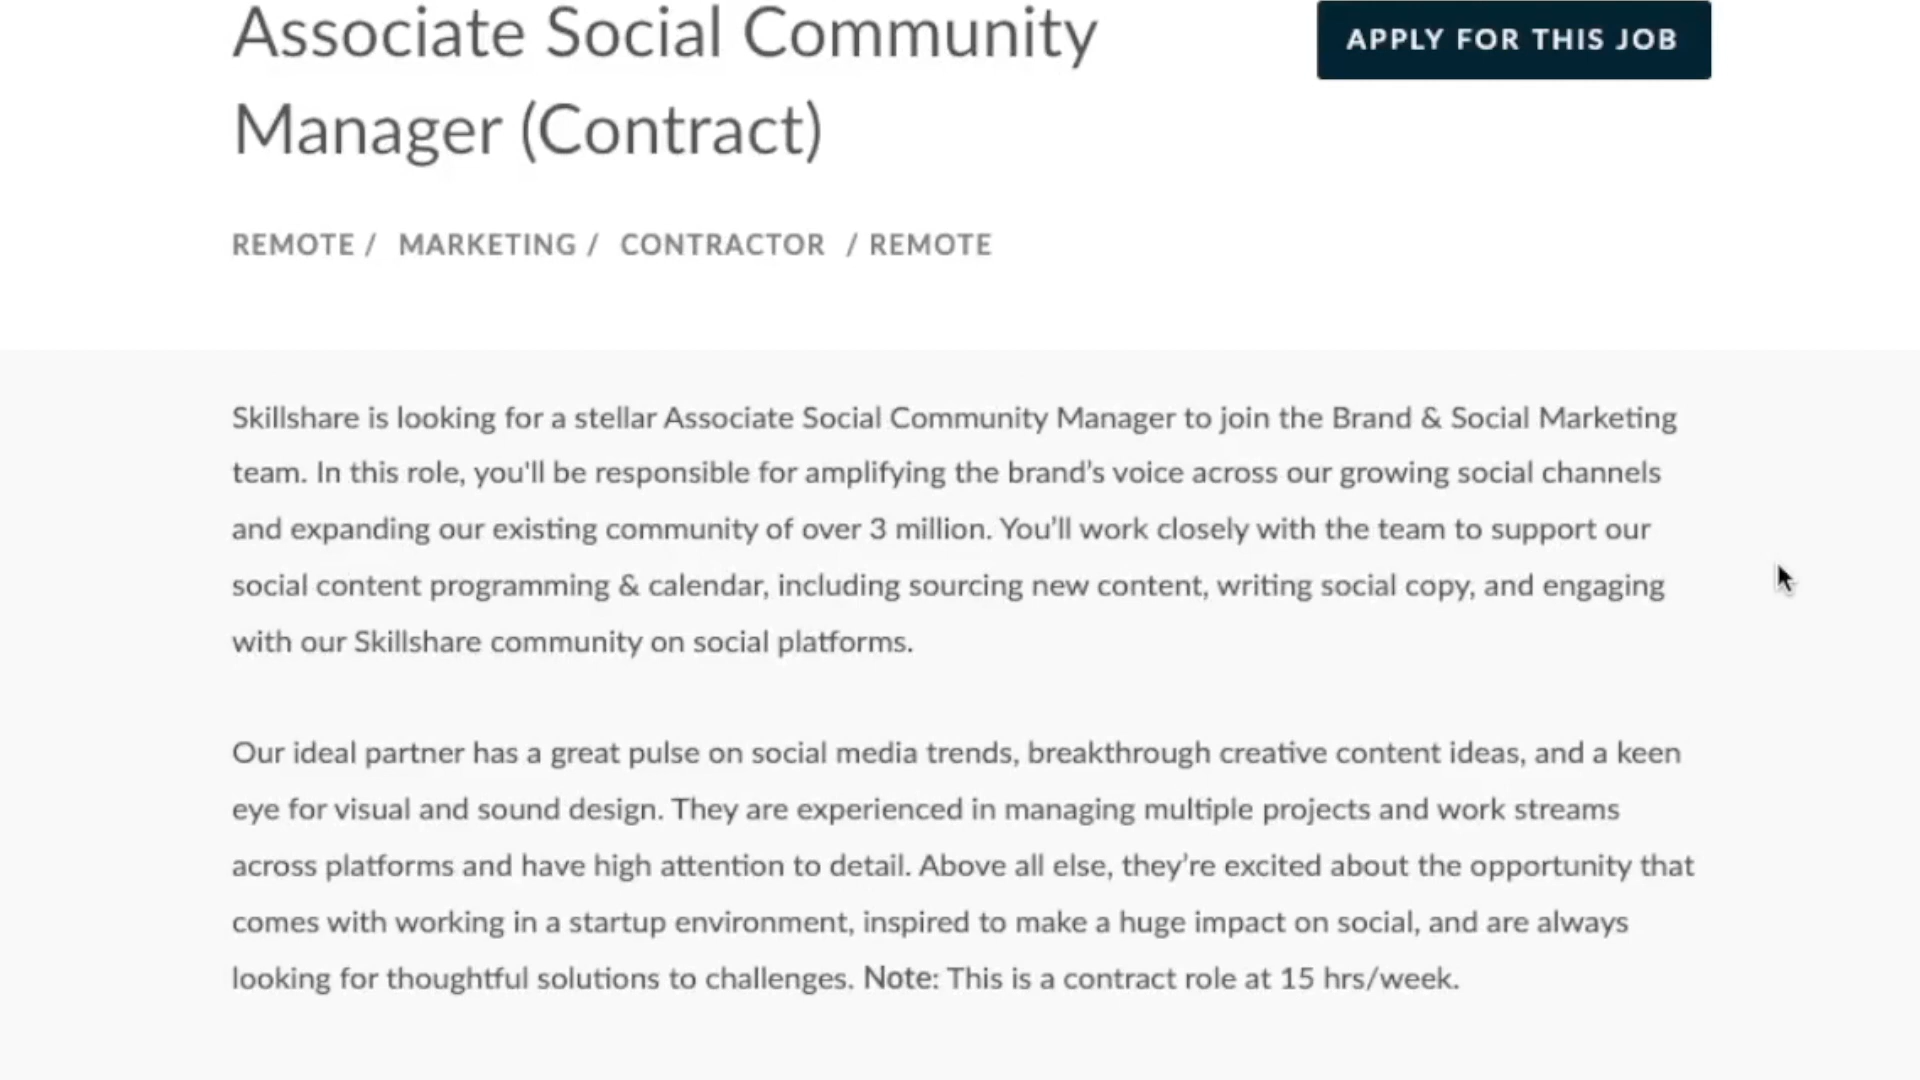 Associate Social Community
Manager (Contract)
APPLY FOR THIS JOB
REMOTE / MARKETING / CONTRACTOR / REMOTE
Skillshare is looking for a stellar Associate Social Community Manager to join the Brand & Social Marketing
team. In this role, you'll be responsible for amplifying the brand’s voice across our growing social channels
and expanding our existing community of over 3 million. You’ll work closely with the team to support our
social content programming & calendar, including sourcing new content, writing social copy, and engaging
with our Skillshare community on social platforms.
Our ideal partner has a great pulse on social media trends, breakthrough creative content ideas, and a keen
eye for visual and sound design. They are experienced in managing multiple projects and work streams
across platforms and have high attention to detail. Above all else, they’re excited about the opportunity that
comes with working in a startup environment, inspired to make a huge impact on social, and are always
looking for thoughtful solutions to challenges. Note: This is a contract role at 15 hrs/week.